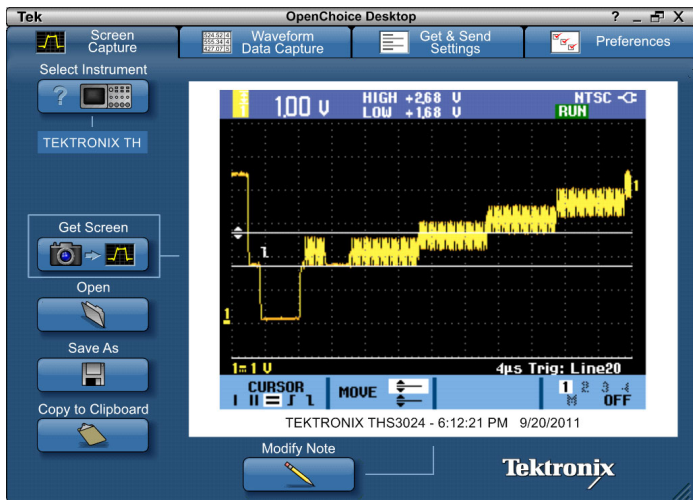 Tek OpenChoice Desktop ? _ X
Screen Capture
Waveform Data Capture
Get & Send Settings
Preferences
Select Instrument
?
TEKTRONIX TH
Get Screen
Open
Save As
Copy to Clipboard
1.00 V HIGH +2.68 V NTSC
LOW +1.68 V RUN
1
1
1= 1 V 4µs Trig: Line20
CURSOR MOVE 1 2 3 4
M OFF
TEKTRONIX THS3024 - 6:12:21 PM 9/20/2011
Modify Note
Tektronix